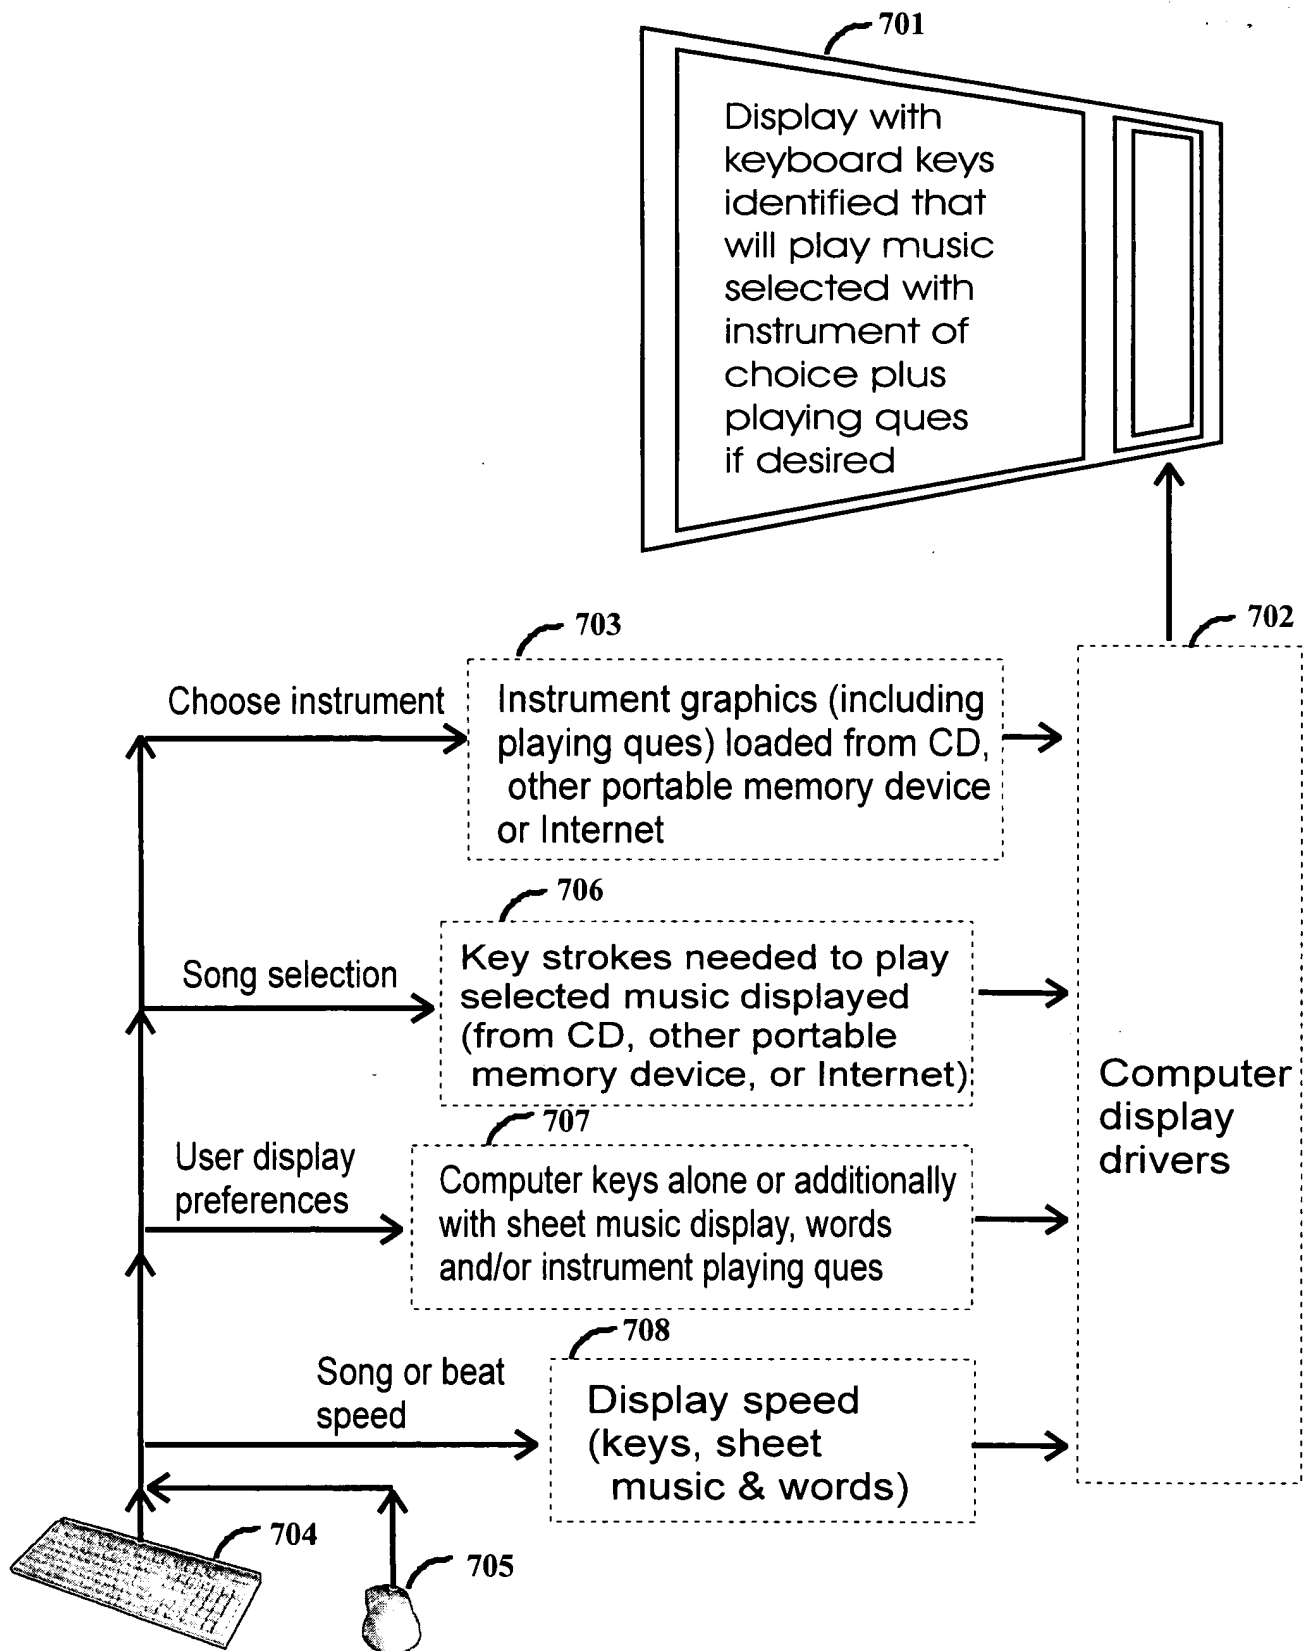 701
Display with
keyboard keys
identified that
will play music
selected with
instrument of
choice plus
playing ques
if desired
702
703
Choose instrument
Instrument graphics (including
playing ques) loaded from CD,
other portable memory device
or Internet
706
Song selection
Key strokes needed to play
selected music displayed
(from CD, other portable
memory device, or Internet)
Computer
display
drivers
707
User display
preferences
Computer keys alone or additionally
with sheet music display, words
and/or instrument playing ques
708
Song or beat
speed
Display speed
(keys, sheet
music & words)
704
705